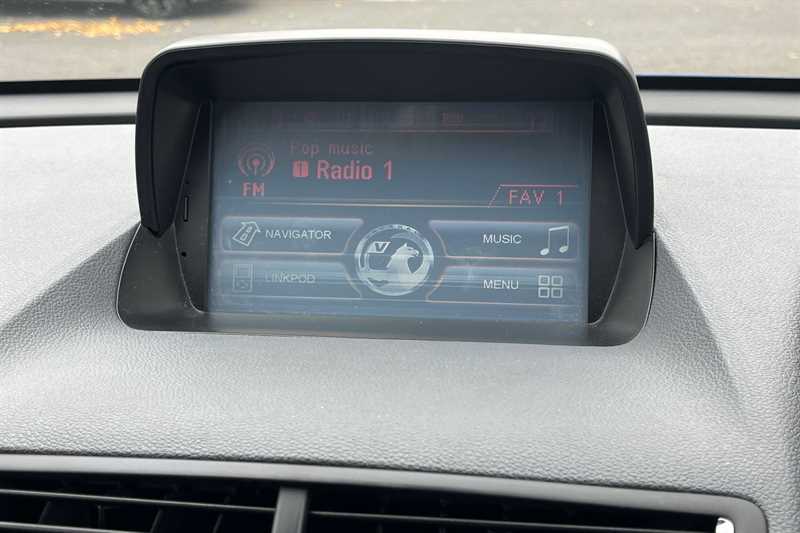 Pop music
1 Radio 1
FM
FAV 1
NAVIGATOR
MUSIC
V
LINKPOD
MENU